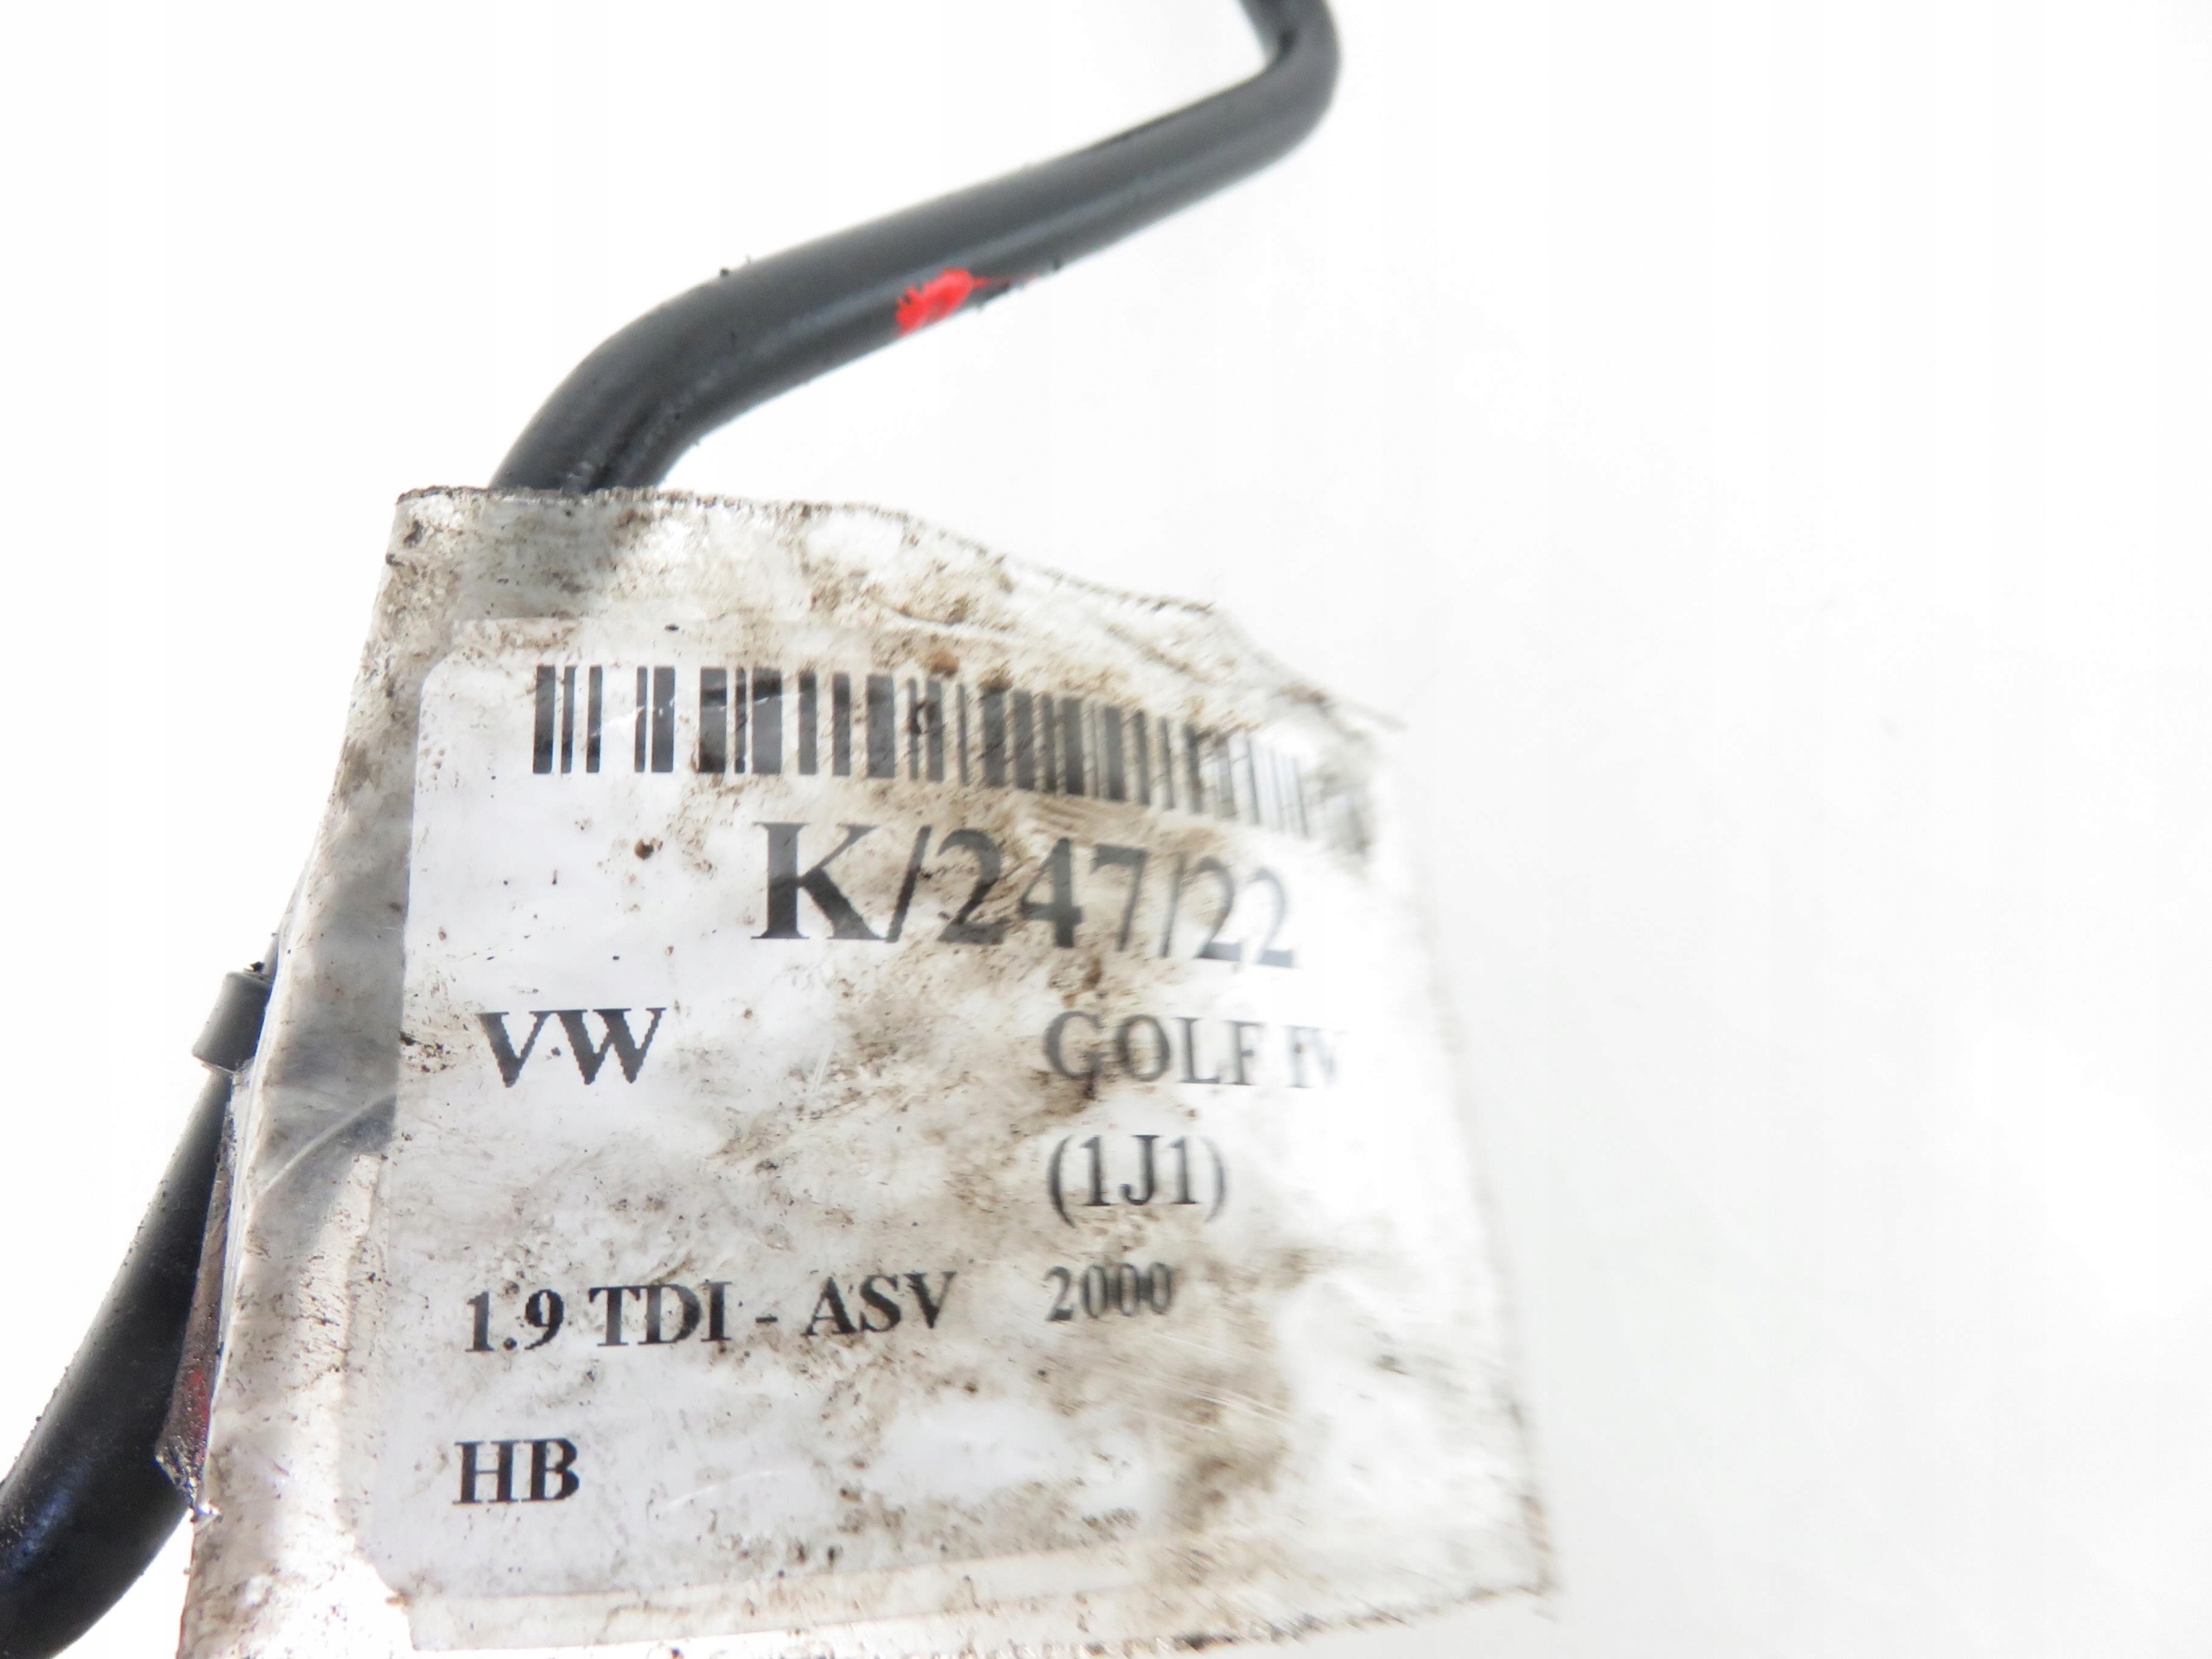 K/247/22
VW GOLF IV
(1J1)
1.9 TDI - ASV 2000
HB